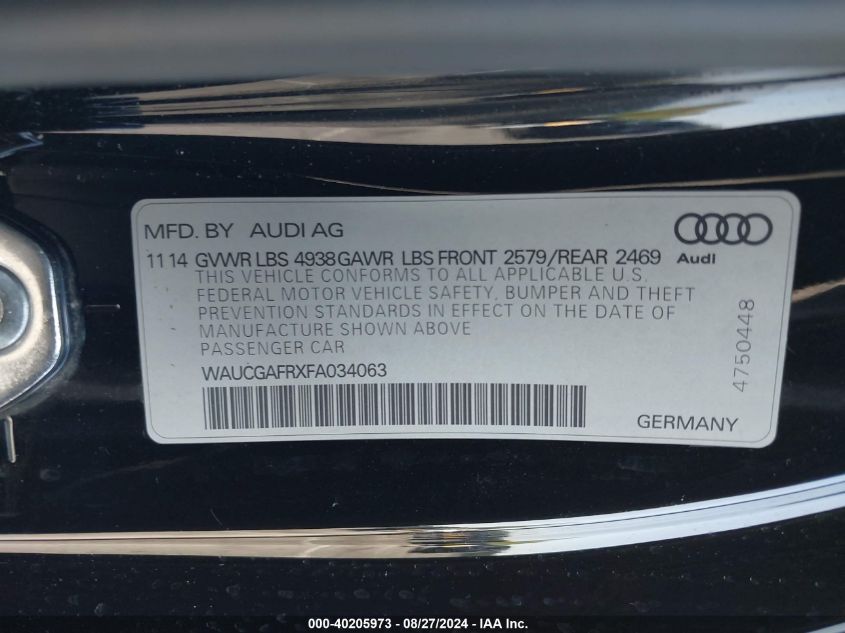 MFD. BY AUDI AG
11 14 GVWR LBS 4938 GAWR LBS FRONT 2579/REAR 2469
Audi
THIS VEHICLE CONFORMS TO ALL APPLICABLE U.S.
FEDERAL MOTOR VEHICLE SAFETY, BUMPER AND THEFT
PREVENTION STANDARDS IN EFFECT ON THE DATE OF
MANUFACTURE SHOWN ABOVE
PASSENGER CAR
WAUCGAFRXFA034063
4750448
GERMANY
000-40205973 - 08/27/2024 - IAA Inc.